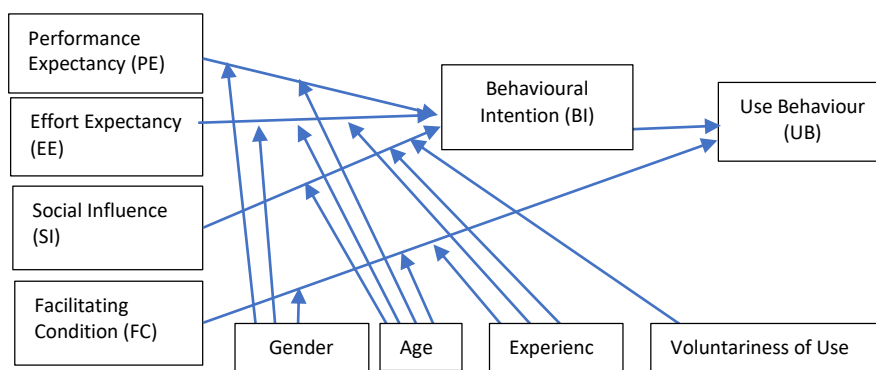 Performance
Expectancy (PE)
Effort Expectancy
(EE)
Social Influence
(SI)
Facilitating
Condition (FC)
Behavioural
Intention (BI)
Use Behaviour
(UB)
Gender
Age
Experienc
Voluntariness of Use